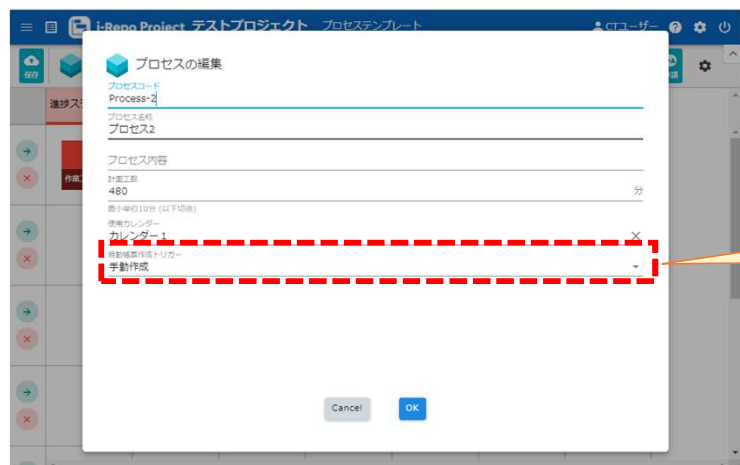 i-Repo Project テストプロジェクト プロセステンプレート CTユーザー
保存
プロセスの編集
プロセスコード
Process-2
進捗ス
プロセス名称
プロセス2
プロセス内容
計画工数
480 分
最小単位10分 (以下切捨)
使用カレンダー
カレンダー1
自動帳票作成トリガー
手動作成
Cancel OK